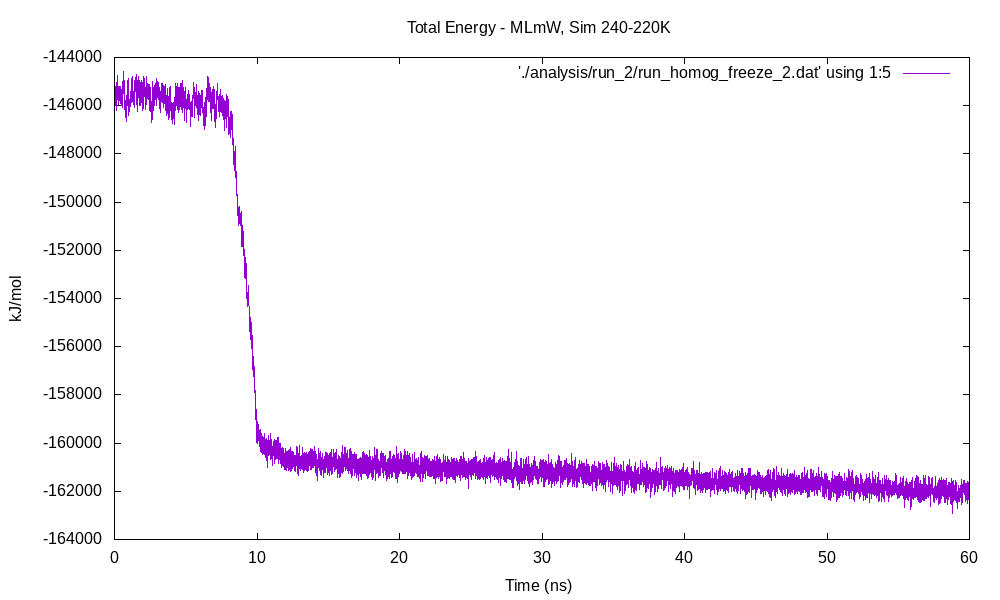 Total Energy - MLmW, Sim 240-220K
'./analysis/run_2/run_homog_freeze_2.dat' using 1:5
-144000
-146000
-148000
-150000
-152000
-154000
-156000
-158000
-160000
-162000
-164000
kJ/mol
0 10 20 30 40 50 60
Time (ns)